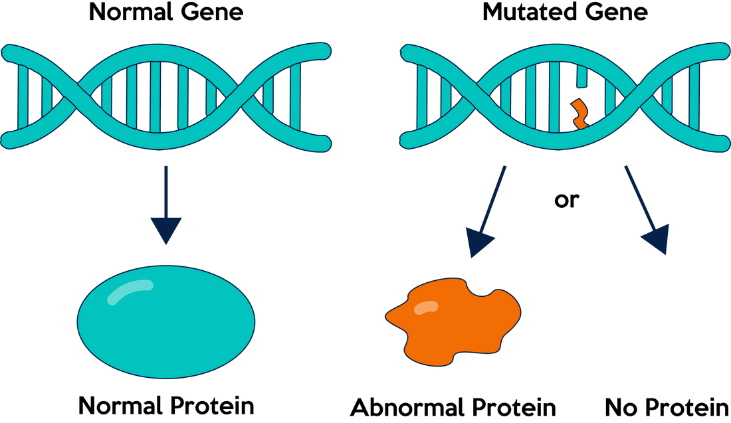 Normal Gene
Mutated Gene
or
Normal Protein
Abnormal Protein
No Protein